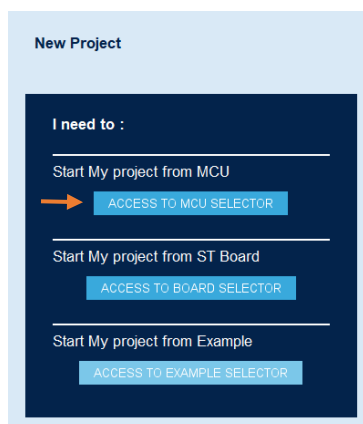 New Project
I need to :
Start My project from MCU
ACCESS TO MCU SELECTOR
Start My project from ST Board
ACCESS TO BOARD SELECTOR
Start My project from Example
ACCESS TO EXAMPLE SELECTOR